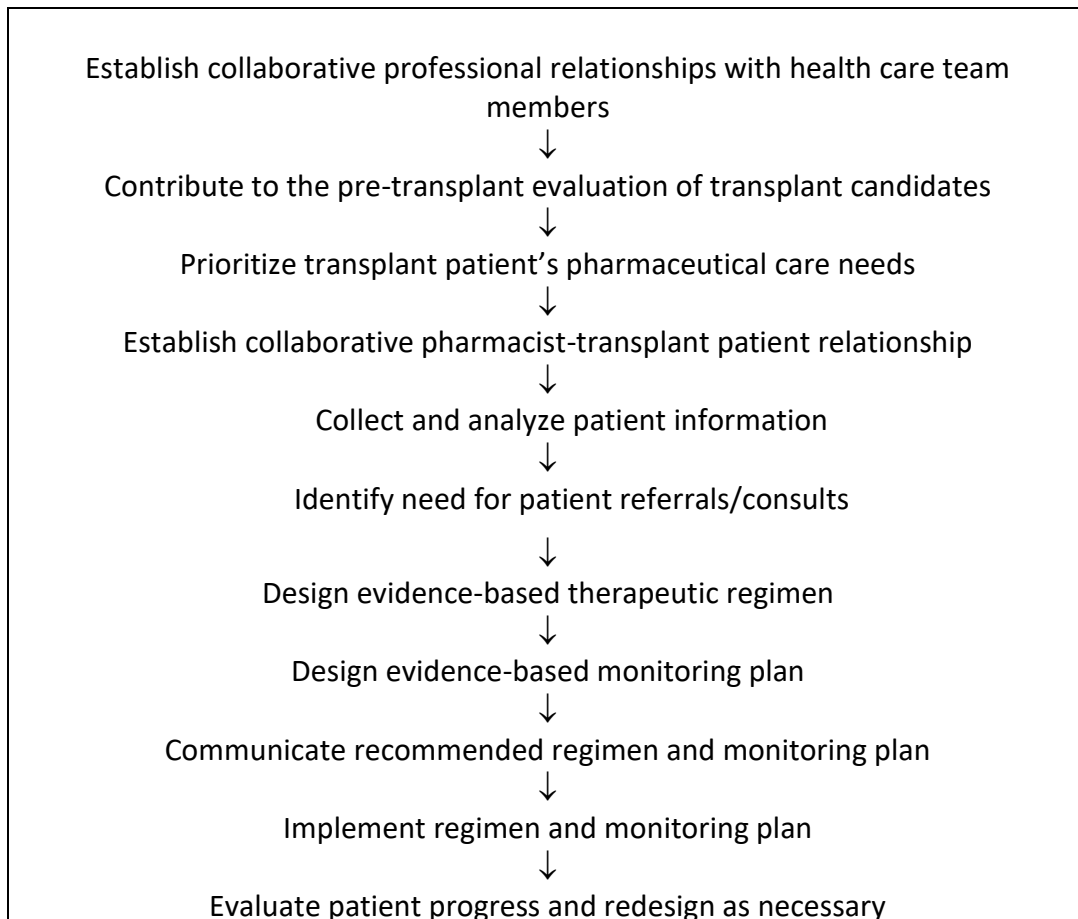 Establish collaborative professional relationships with health care team
members
↓
Contribute to the pre-transplant evaluation of transplant candidates
↓
Prioritize transplant patient’s pharmaceutical care needs
↓
Establish collaborative pharmacist-transplant patient relationship
↓
Collect and analyze patient information
↓
Identify need for patient referrals/consults
↓
Design evidence-based therapeutic regimen
↓
Design evidence-based monitoring plan
↓
Communicate recommended regimen and monitoring plan
↓
Implement regimen and monitoring plan
↓
Evaluate patient progress and redesign as necessary